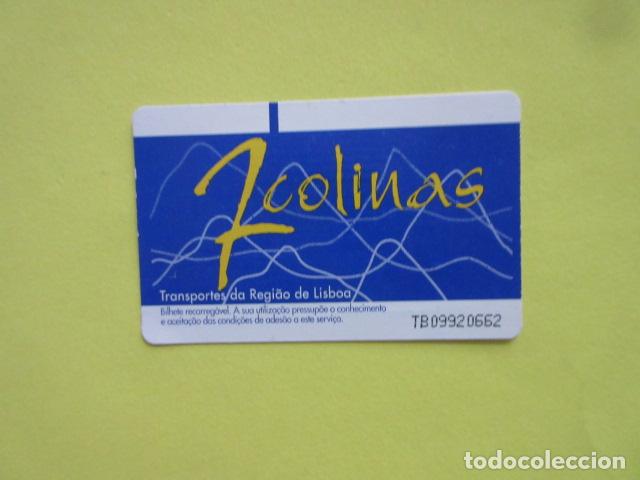 7colinas
Transportes da Região de Lisboa
Bilhete recarregável. A sua utilização pressupõe o conhecimento
e aceitação das condições de adesão a este serviço.
TB09920662
todocoleccion